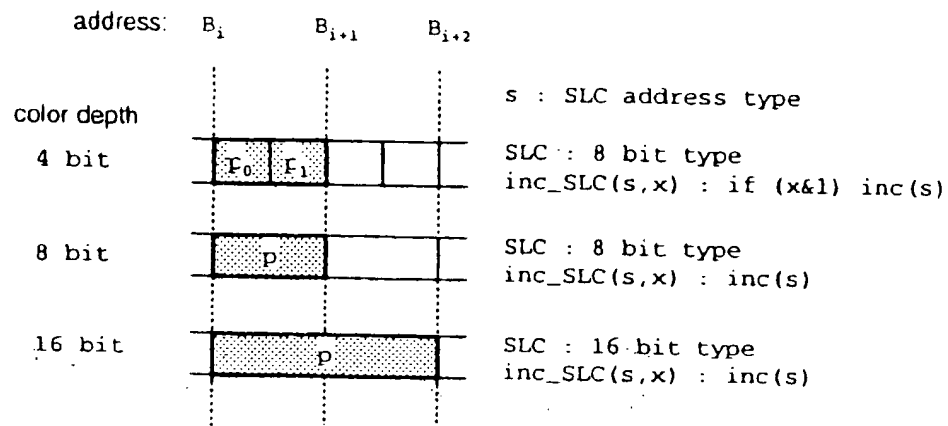 address: B_i B_{i+1} B_{i+2}
s : SLC address type
color depth
4 bit p_0 p_1 SLC : 8 bit type
inc_SLC(s,x) : if (x&1) inc(s)
8 bit p SLC : 8 bit type
inc_SLC(s,x) : inc(s)
16 bit p SLC : 16 bit type
inc_SLC(s,x) : inc(s)